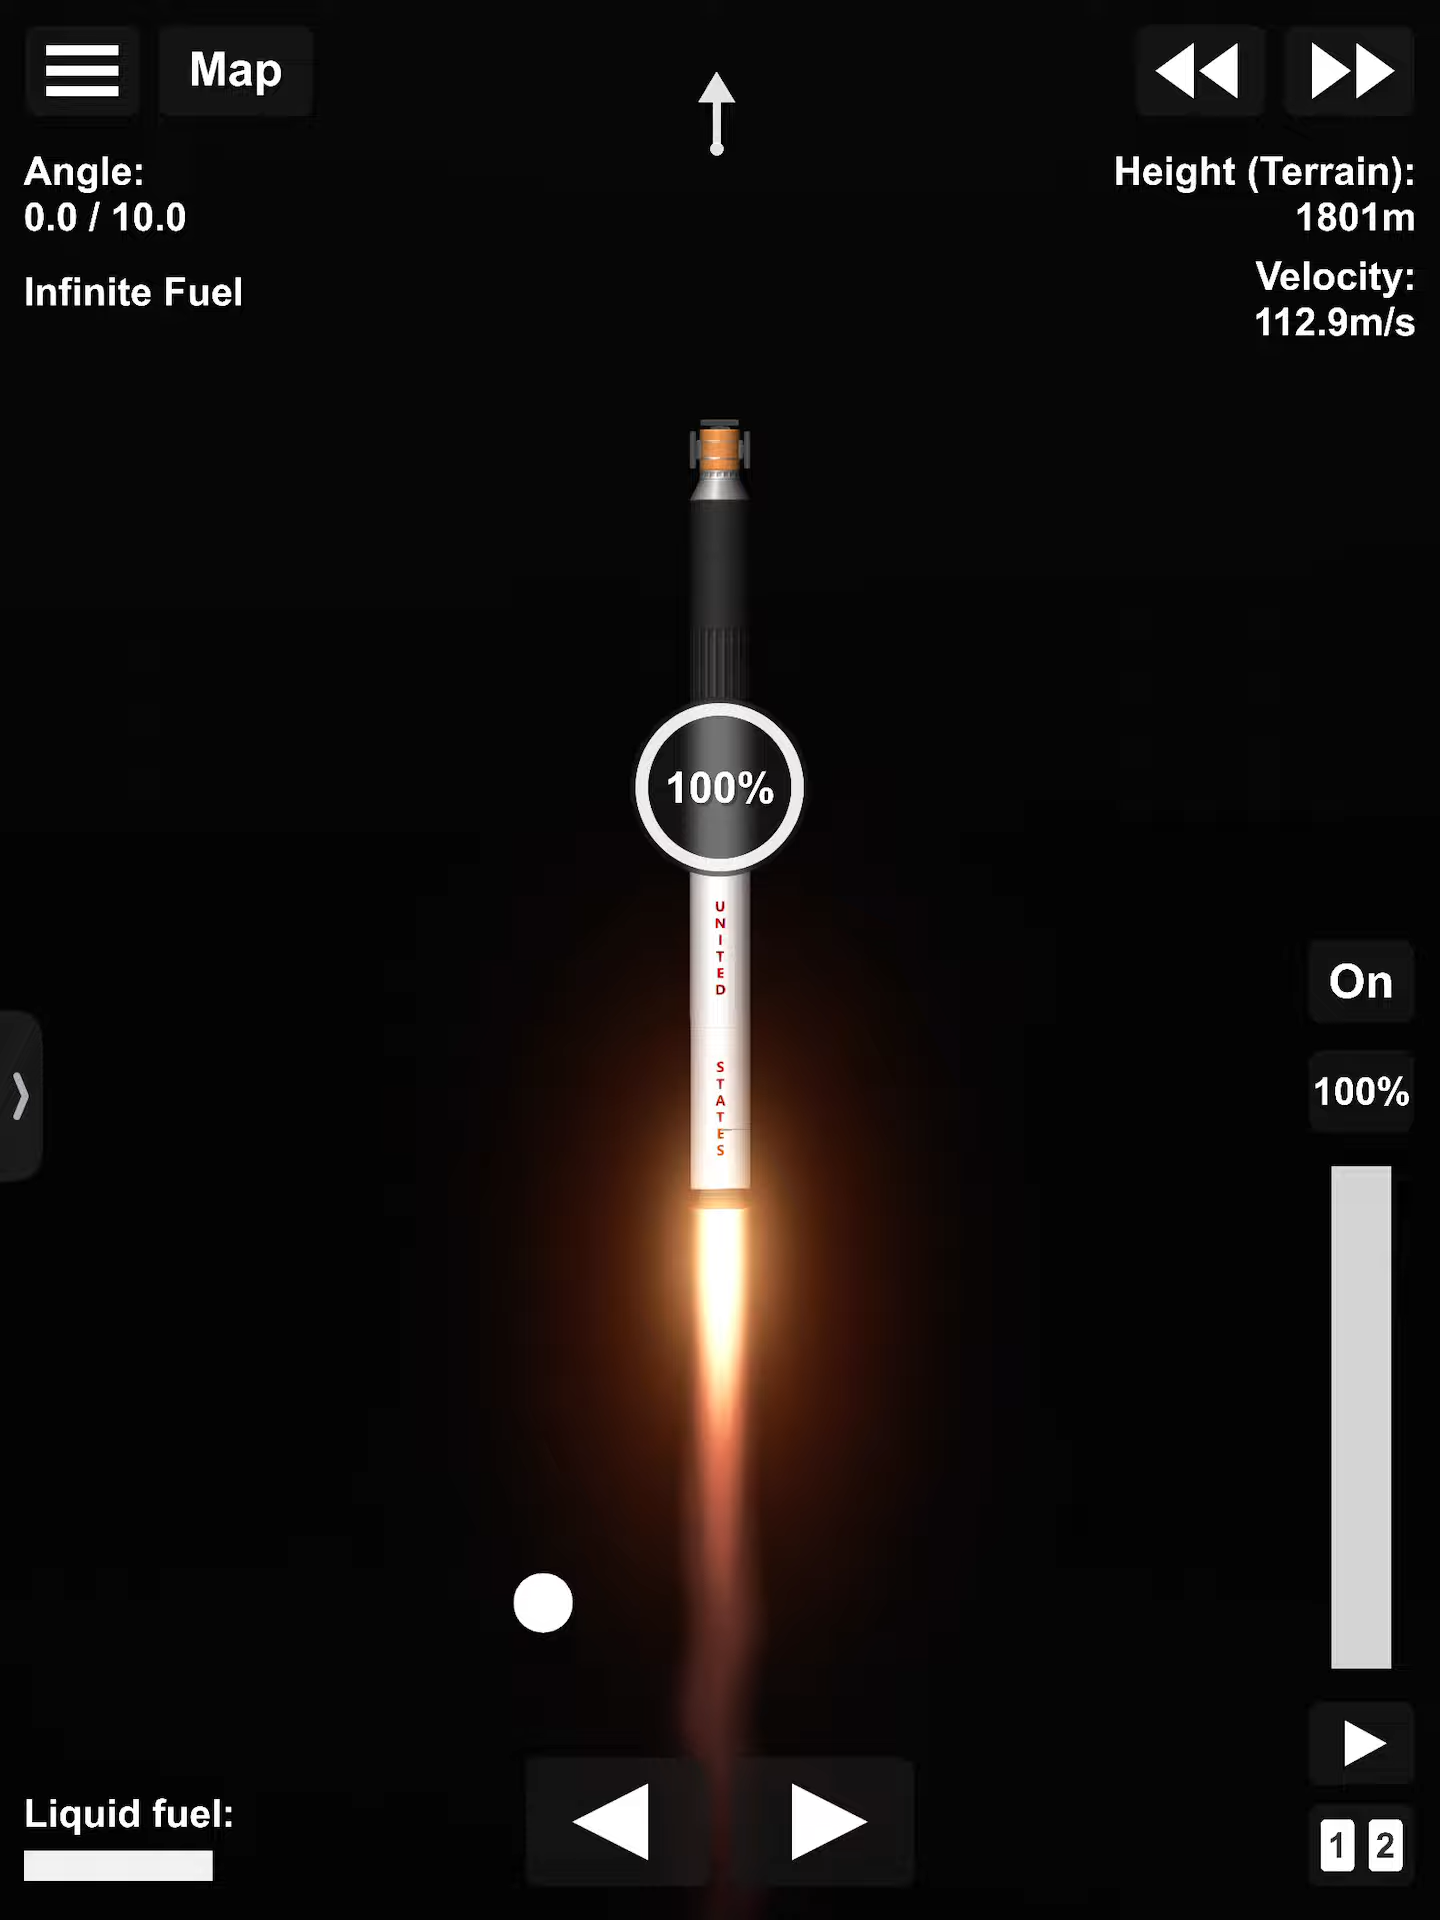 Map
Angle:
0.0 / 10.0
Infinite Fuel
Height (Terrain):
1801m
Velocity:
112.9m/s
100%
UNITED
STATES
On
100%
Liquid fuel:
1 2